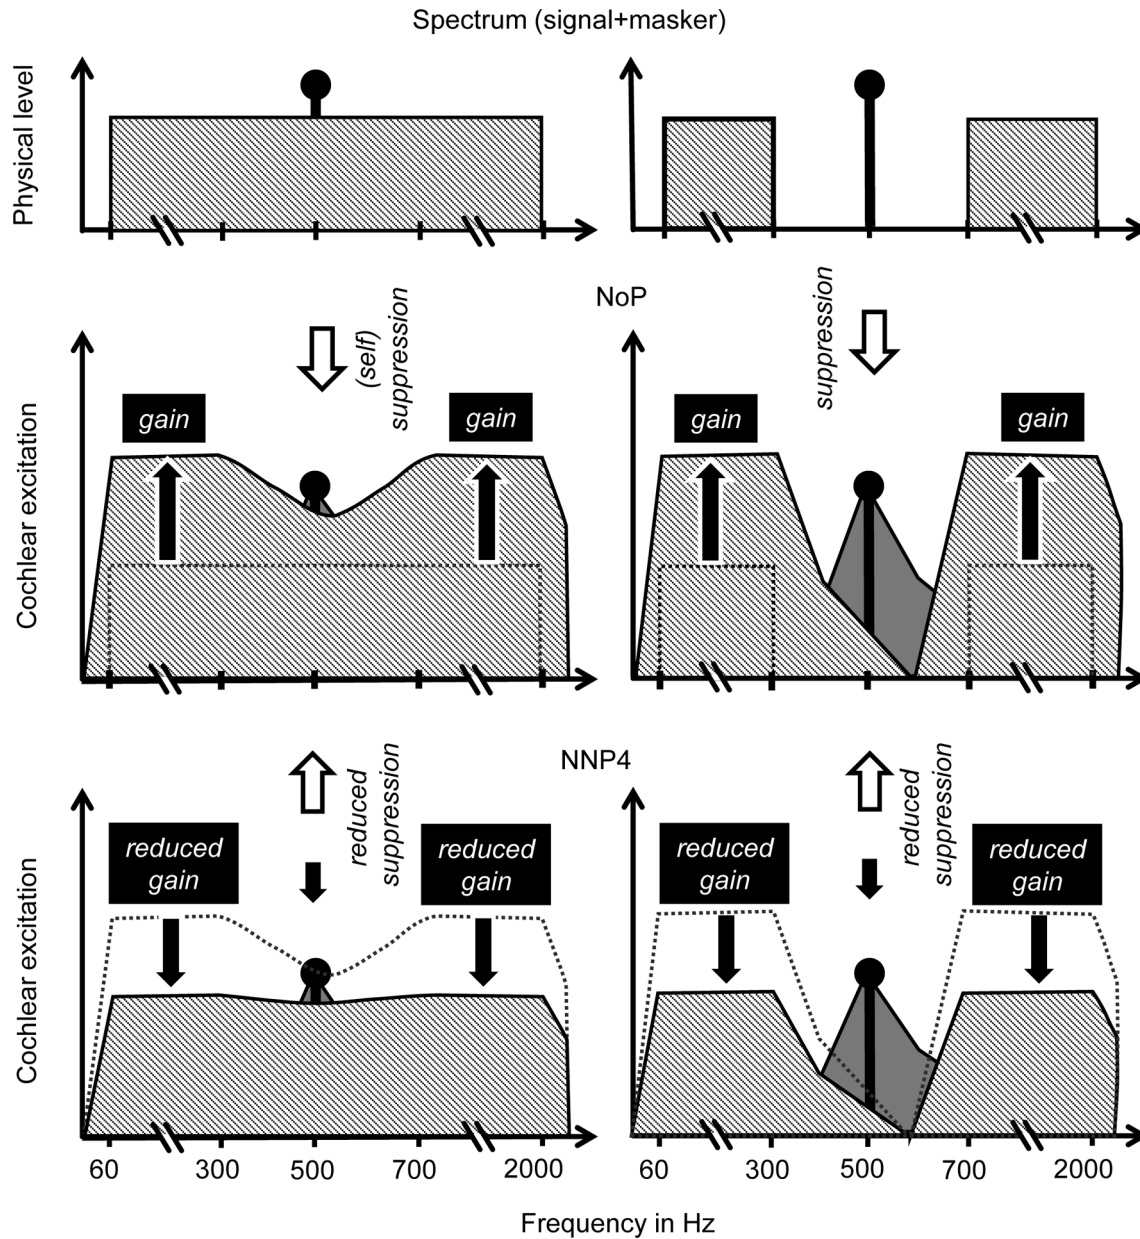 Spectrum (signal+masker)
Physical level
NoP
(self)
suppression
suppression
gain
gain
gain
gain
Cochlear excitation
NNP4
reduced
suppression
reduced
suppression
reduced
gain
reduced
gain
reduced
gain
reduced
gain
Cochlear excitation
60 300 500 700 2000 60 300 500 700 2000
Frequency in Hz